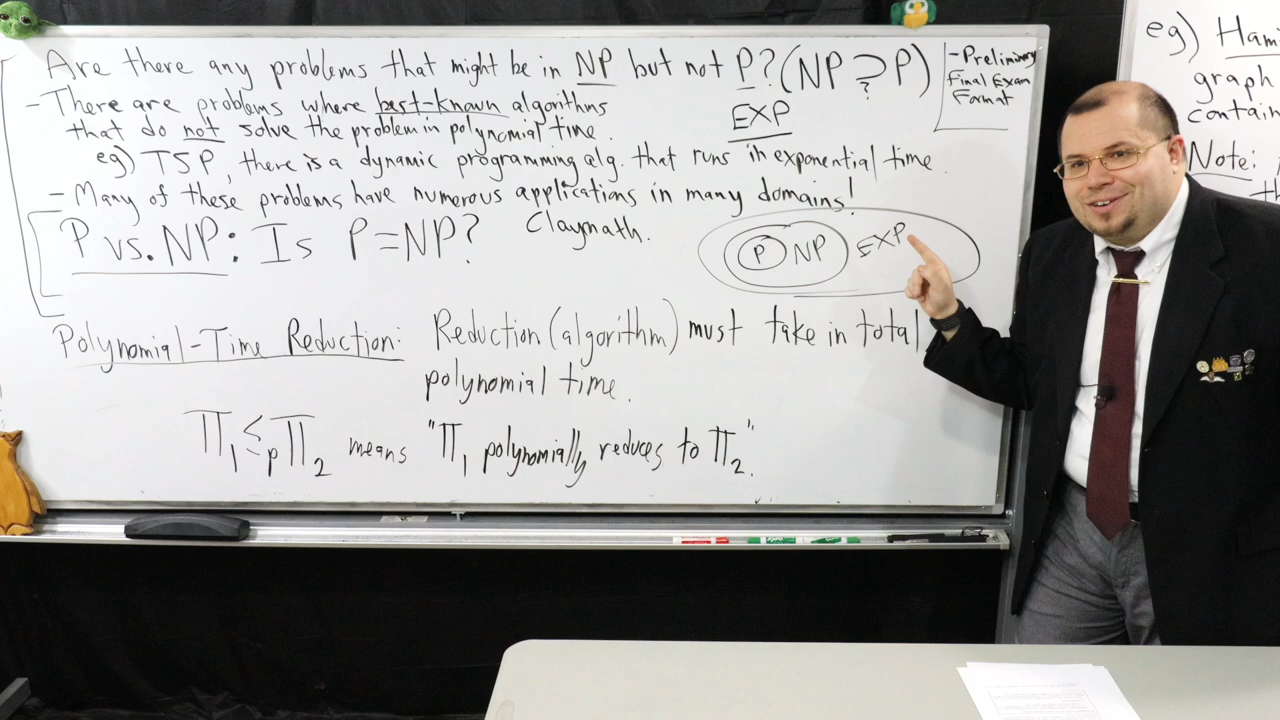 Are there any problems that might be in NP but not P? (NP ? P)
- There are problems where best-known algorithms
that do not solve the problem in polynomial time.
EXP
eg) TSP, there is a dynamic programming alg. that runs in exponential time.
- Many of these problems have numerous applications in many domains!
P vs. NP: Is P=NP?
Claymath.
P NP EXP
Polynomial-Time Reduction: Reduction (algorithm) must take in total
polynomial time.
Π1 ≤p Π2 means "Π1 polynomially reduces to Π2".
- Preliminary
Final Exam
Format
eg) Ham
graph
contain
Note:
th